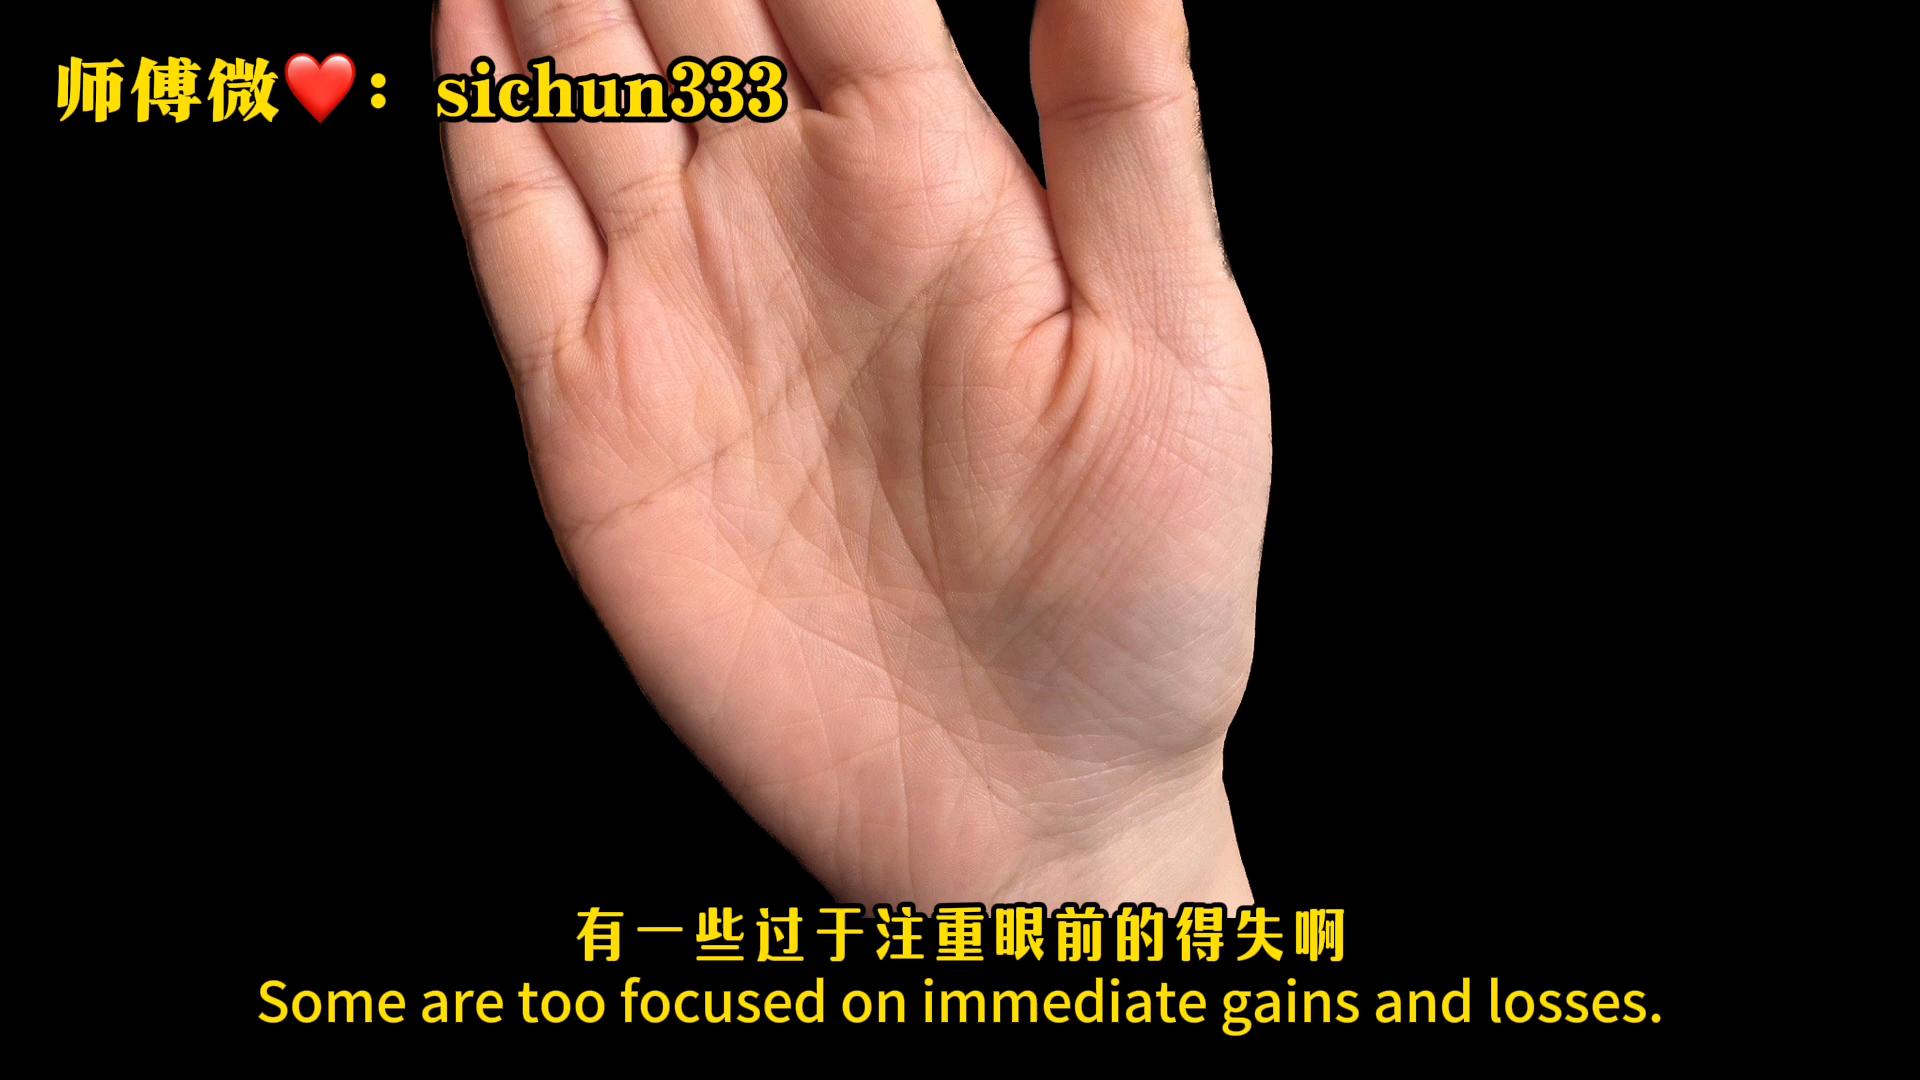 师傅微❤️：sichun333
有一些过于注重眼前的得失啊
Some are too focused on immediate gains and losses.